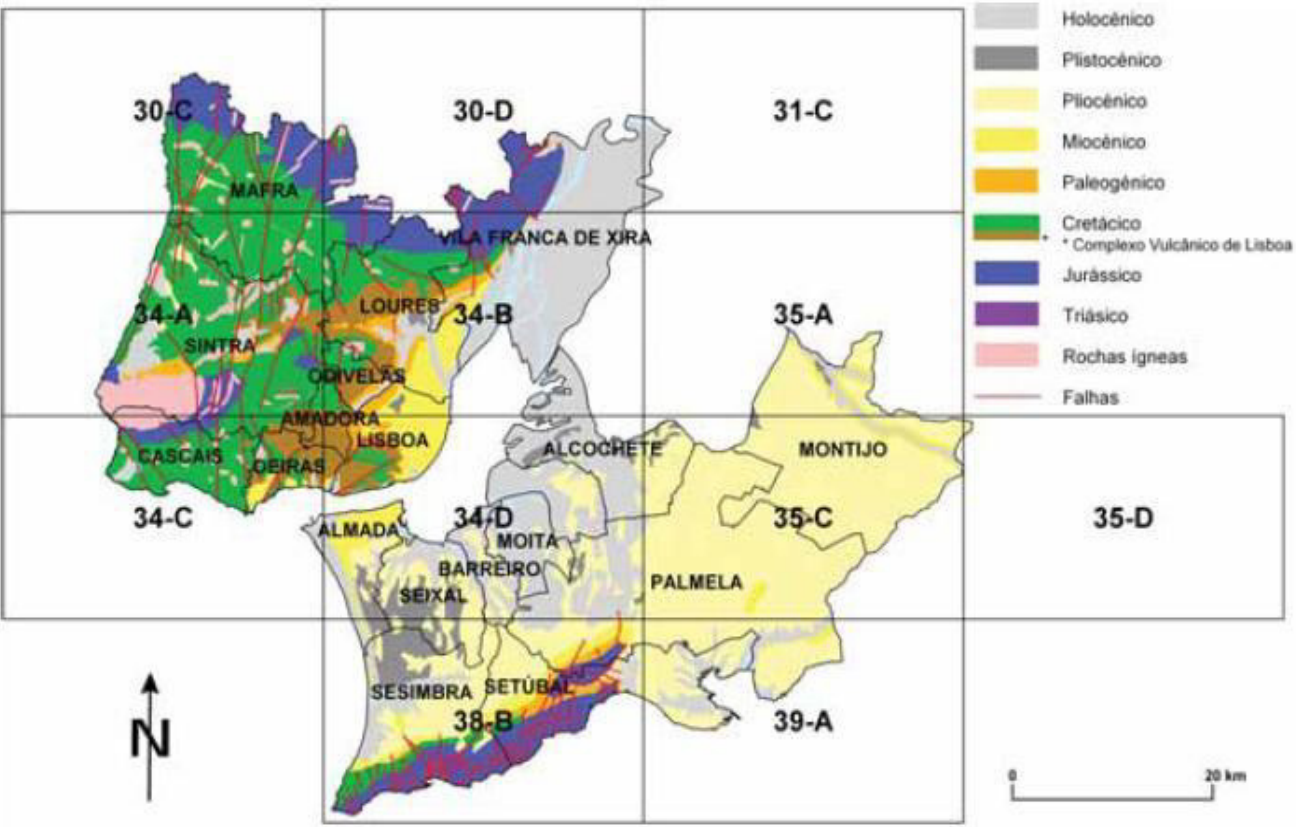 Holocénico
Plistocénico
Pliocénico
Miocénico
Paleogénico
Cretácico
* * Complexo Vulcânico de Lisboa
Jurássico
Triásico
Rochas ígneas
Falhas
30-C
30-D
31-C
MAFRA
VILA FRANCA DE XIRA
LOURES
34-A
34-B
35-A
SINTRA
ODIVELAS
AMADORA
LISBOA
CASCAIS
OEIRAS
ALCOCHETE
MONTIJO
34-C
34-D
35-C
35-D
ALMADA
MOITA
BARREIRO
PALMELA
SEIXAL
SESIMBRA
SETÚBAL
38-B
39-A
N
0 20 km